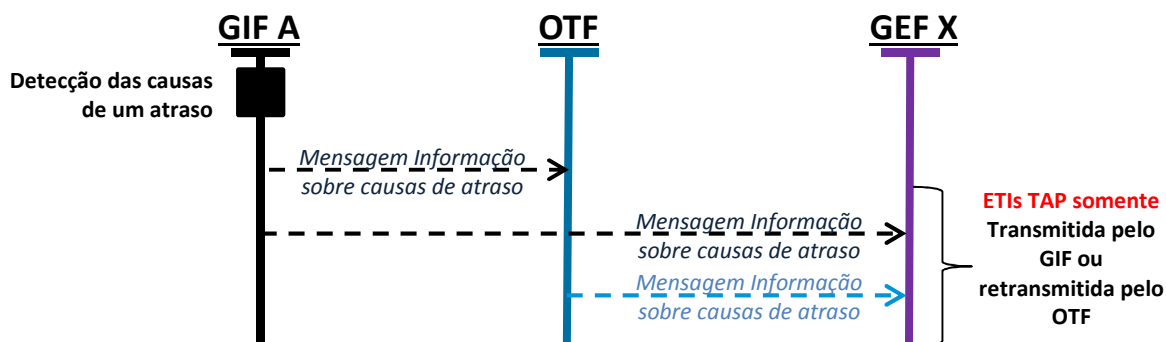 GIF A
OTF
GEF X
Detecção das causas
de um atraso
Mensagem Informação
sobre causas de atraso
ETIs TAP somente
Transmitida pelo
GIF ou
retransmitida pelo
OTF
Mensagem Informação
sobre causas de atraso
Mensagem Informação
sobre causas de atraso